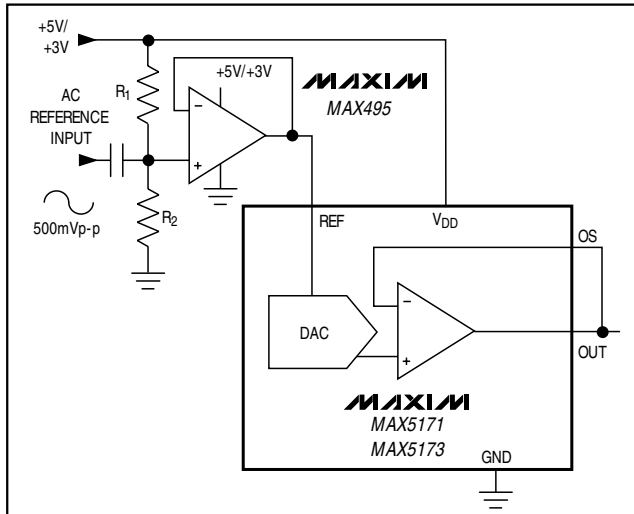 +5V/
+3V
AC
REFERENCE
INPUT
500mVp-p
R1
R2
+5V/+3V
−
+
MAXIM
MAX495
REF
VDD
OS
DAC
−
+
OUT
MAXIM
MAX5171
MAX5173
GND